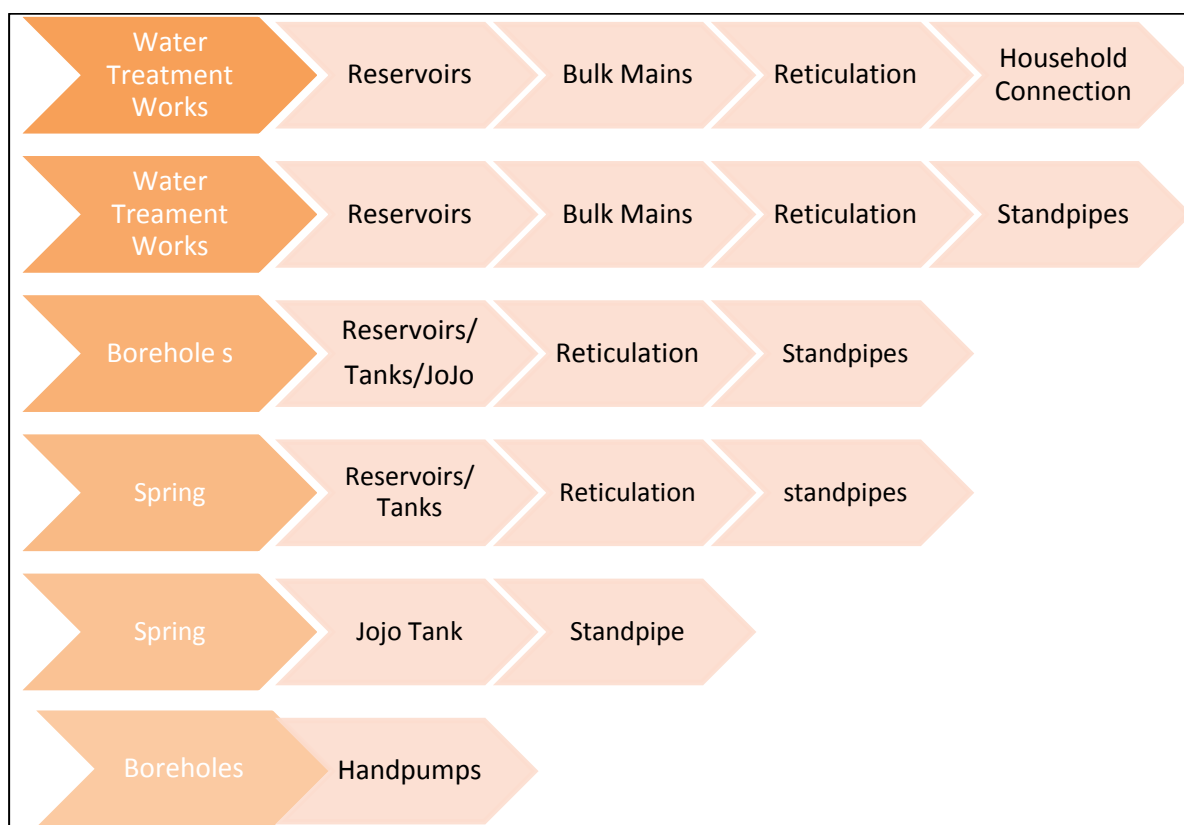 Water
Treatment
Works
Reservoirs
Bulk Mains
Reticulation
Household
Connection
Water
Treament
Works
Reservoirs
Bulk Mains
Reticulation
Standpipes
Borehole s
Reservoirs/
Tanks/JoJo
Reticulation
Standpipes
Spring
Reservoirs/
Tanks
Reticulation
standpipes
Spring
Jojo Tank
Standpipe
Boreholes
Handpumps